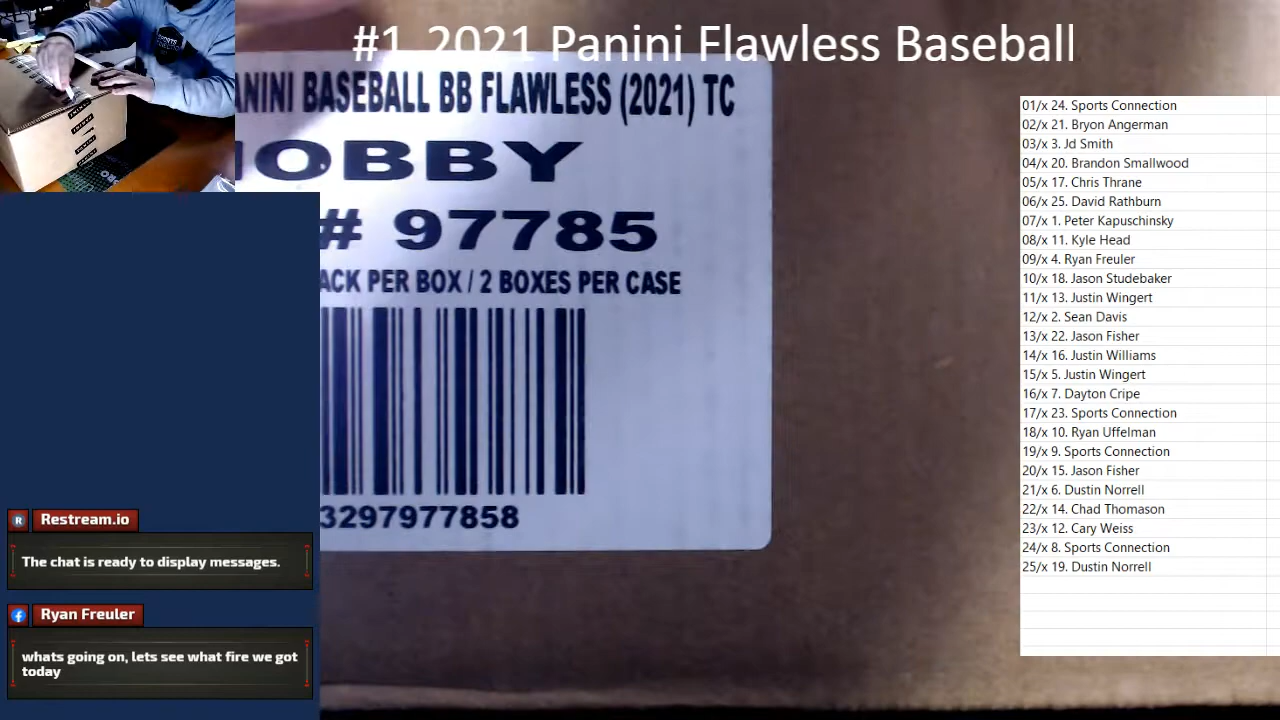 #1 2021 Panini Flawless Baseball
ANINI BASEBALL BB FLAWLESS (2021) TC
OBBY
# 97785
ACK PER BOX / 2 BOXES PER CASE
3297977858
01/x 24. Sports Connection
02/x 21. Bryon Angerman
03/x 3. Jd Smith
04/x 20. Brandon Smallwood
05/x 17. Chris Thrane
06/x 25. David Rathburn
07/x 1. Peter Kapuschinsky
08/x 11. Kyle Head
09/x 4. Ryan Freuler
10/x 18. Jason Studebaker
11/x 13. Justin Wingert
12/x 2. Sean Davis
13/x 22. Jason Fisher
14/x 16. Justin Williams
15/x 5. Justin Wingert
16/x 7. Dayton Cripe
17/x 23. Sports Connection
18/x 10. Ryan Uffelman
19/x 9. Sports Connection
20/x 15. Jason Fisher
21/x 6. Dustin Norrell
22/x 14. Chad Thomason
23/x 12. Cary Weiss
24/x 8. Sports Connection
25/x 19. Dustin Norrell
R Restream.io
The chat is ready to display messages.
Ryan Freuler
whats going on, lets see what fire we got
today